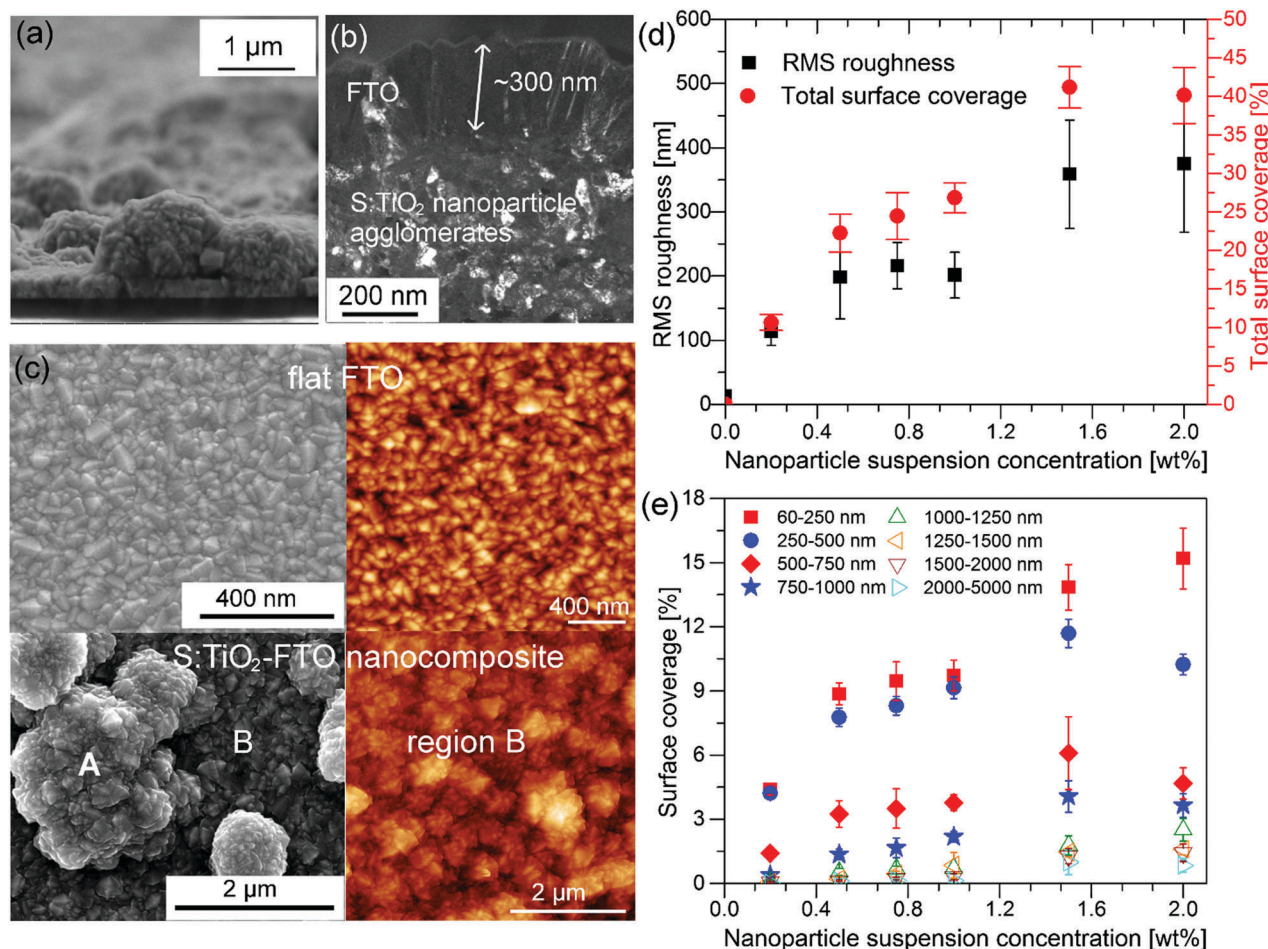 (a)
1 µm
(b)
FTO
~300 nm
S:TiO₂ nanoparticle
agglomerates
200 nm
(c)
flat FTO
400 nm
400 nm
S:TiO₂-FTO nanocomposite
A
B
region B
2 µm
2 µm
(d)
RMS roughness
Total surface coverage
RMS roughness [nm]
600
500
400
300
200
100
0
Total surface coverage [%]
50
45
40
35
30
25
20
15
10
5
0
0.0 0.4 0.8 1.2 1.6 2.0
Nanoparticle suspension concentration [wt%]
(e)
60-250 nm
250-500 nm
500-750 nm
750-1000 nm
1000-1250 nm
1250-1500 nm
1500-2000 nm
2000-5000 nm
Surface coverage [%]
18
15
12
9
6
3
0
0.0 0.4 0.8 1.2 1.6 2.0
Nanoparticle suspension concentration [wt%]